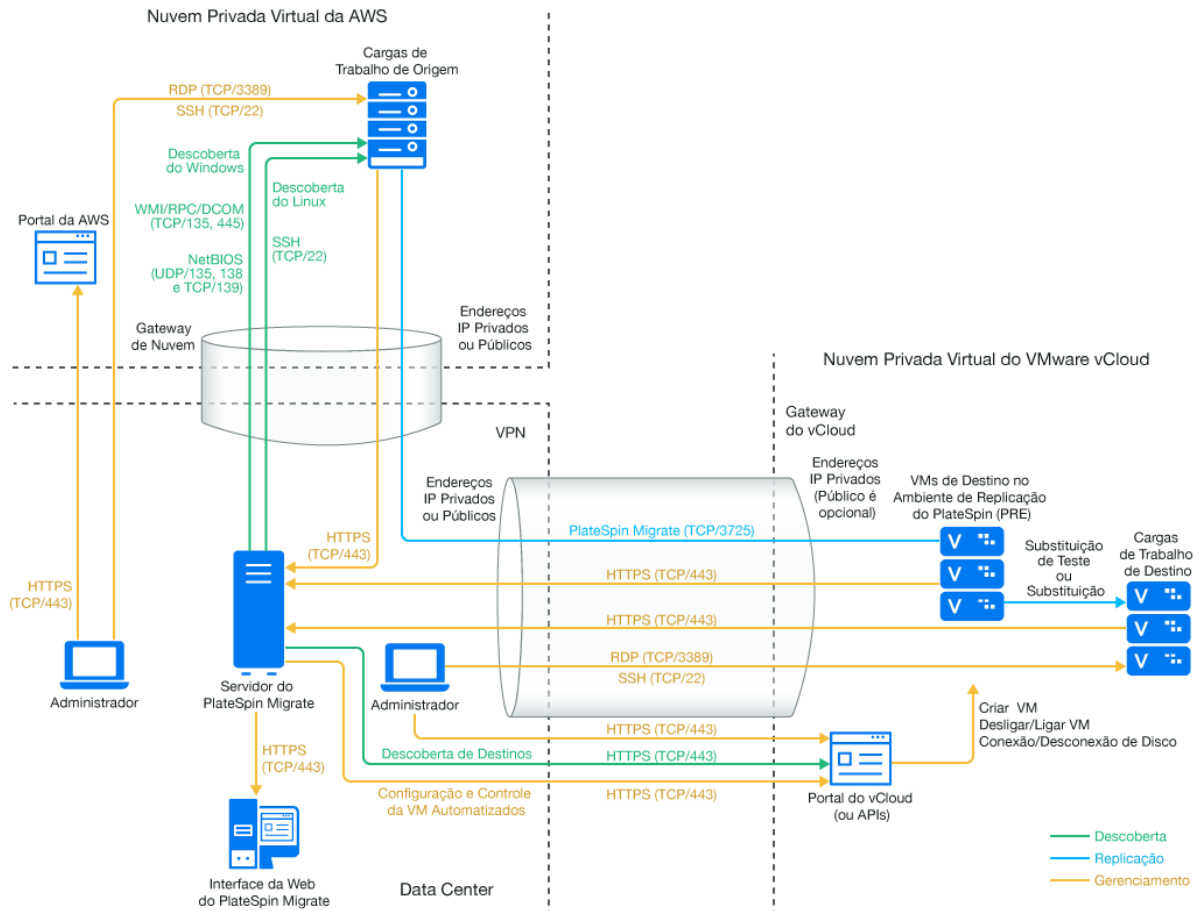 Nuvem Privada Virtual da AWS
Cargas de
Trabalho de Origem
RDP (TCP/3389)
SSH (TCP/22)
Descoberta
do Windows
Descoberta
do Linux
WMI/RPC/DCOM
(TCP/135, 445)
SSH
(TCP/22)
NetBIOS
(UDP/135, 138
e TCP/139)
Portal da AWS
Gateway
de Nuvem
Endereços
IP Privados
ou Públicos
Nuvem Privada Virtual do VMware vCloud
VPN
Gateway
do vCloud
Endereços
IP Privados
ou Públicos
Endereços
IP Privados
(Público é
opcional)
VMs de Destino no
Ambiente de Replicação
do PlateSpin (PRE)
PlateSpin Migrate (TCP/3725)
HTTPS
(TCP/443)
HTTPS (TCP/443)
Substituição
de Teste
ou
Substituição
Cargas
de Trabalho
de Destino
V
V
V
V
V
V
HTTPS
(TCP/443)
HTTPS (TCP/443)
RDP (TCP/3389)
SSH (TCP/22)
Administrador
Servidor do
PlateSpin Migrate
Administrador
HTTPS (TCP/443)
Criar VM
Desligar/Ligar VM
Conexão/Desconexão de Disco
HTTPS
(TCP/443)
Descoberta de Destinos
HTTPS (TCP/443)
Configuração e Controle
da VM Automatizados
HTTPS (TCP/443)
Portal do vCloud
(ou APIs)
Interface da Web
do PlateSpin Migrate
Data Center
Descoberta
Replicação
Gerenciamento